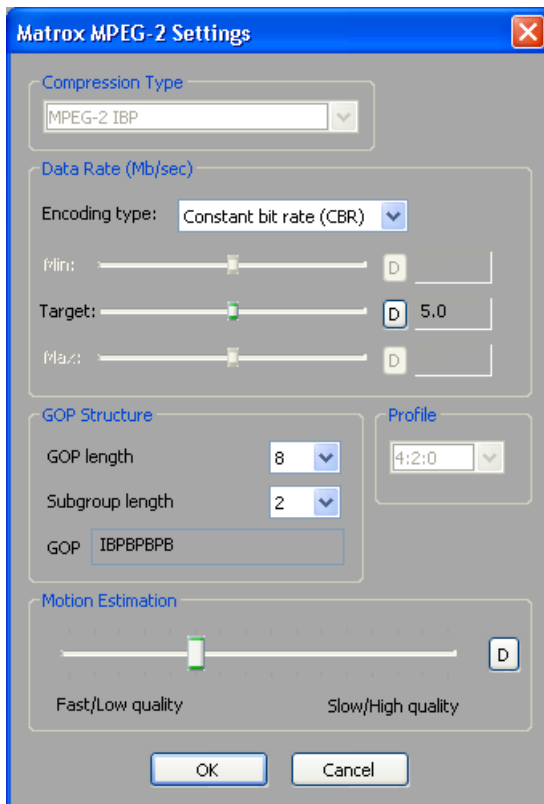 Matrox MPEG-2 Settings
Compression Type
MPEG-2 IBP
Data Rate (Mb/sec)
Encoding type: Constant bit rate (CBR)
Min: D
Target: D 5.0
Max: D
GOP Structure
Profile
GOP length 8
4:2:0
Subgroup length 2
GOP IBPBPBPB
Motion Estimation
D
Fast/Low quality Slow/High quality
OK Cancel